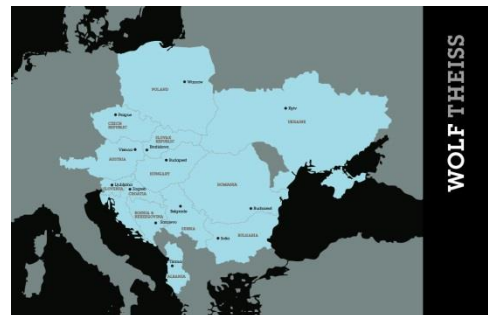 WOLF THEISS
POLAND
Warsaw
Kyiv
UKRAINE
Prague
CZECH
REPUBLIC
SLOVAK
REPUBLIC
Bratislava
Vienna
AUSTRIA
Budapest
HUNGARY
Ljubljana
SLOVENIA
Zagreb
CROATIA
ROMANIA
Bucharest
BOSNIA &
HERZEGOVINA
Belgrade
Sarajevo
SERBIA
Sofia
BULGARIA
Tirana
ALBANIA